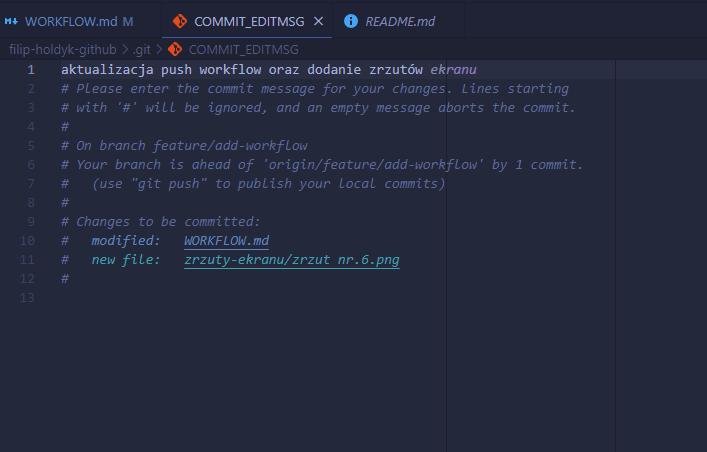 WORKFLOW.md M
COMMIT_EDITMSG
README.md
filip-holdyk-github > .git > COMMIT_EDITMSG
1 aktualizacja push workflow oraz dodanie zrzutów ekranu
2 # Please enter the commit message for your changes. Lines starting
3 # with '#' will be ignored, and an empty message aborts the commit.
4 #
5 # On branch feature/add-workflow
6 # Your branch is ahead of 'origin/feature/add-workflow' by 1 commit.
7 #   (use "git push" to publish your local commits)
8 #
9 # Changes to be committed:
10 #   modified:   WORKFLOW.md
11 #   new file:   zrzuty-ekranu/zrzut nr.6.png
12 #
13